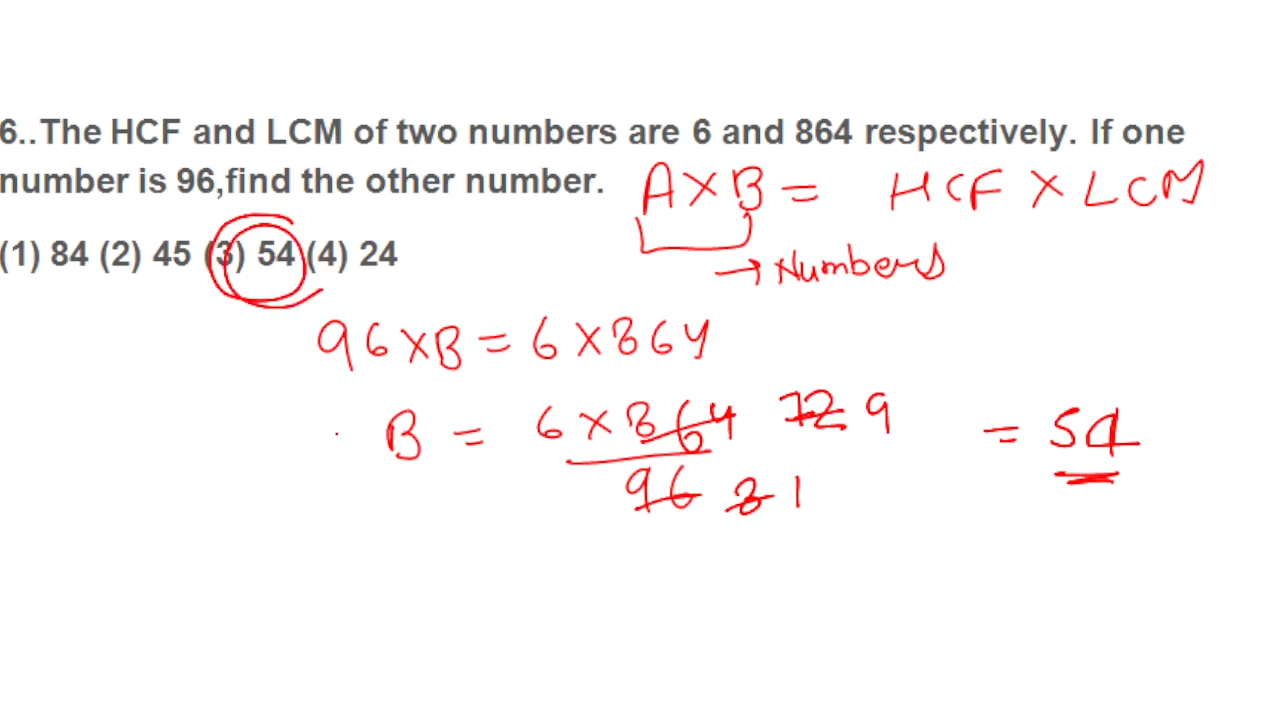 6..The HCF and LCM of two numbers are 6 and 864 respectively. If one
number is 96,find the other number.
A X B = HCF X LCM
→ Numbers
(1) 84 (2) 45 (3) 54 (4) 24
96 X B = 6 X 864
B = 6 X 864 72 9 = 54
96 8 1